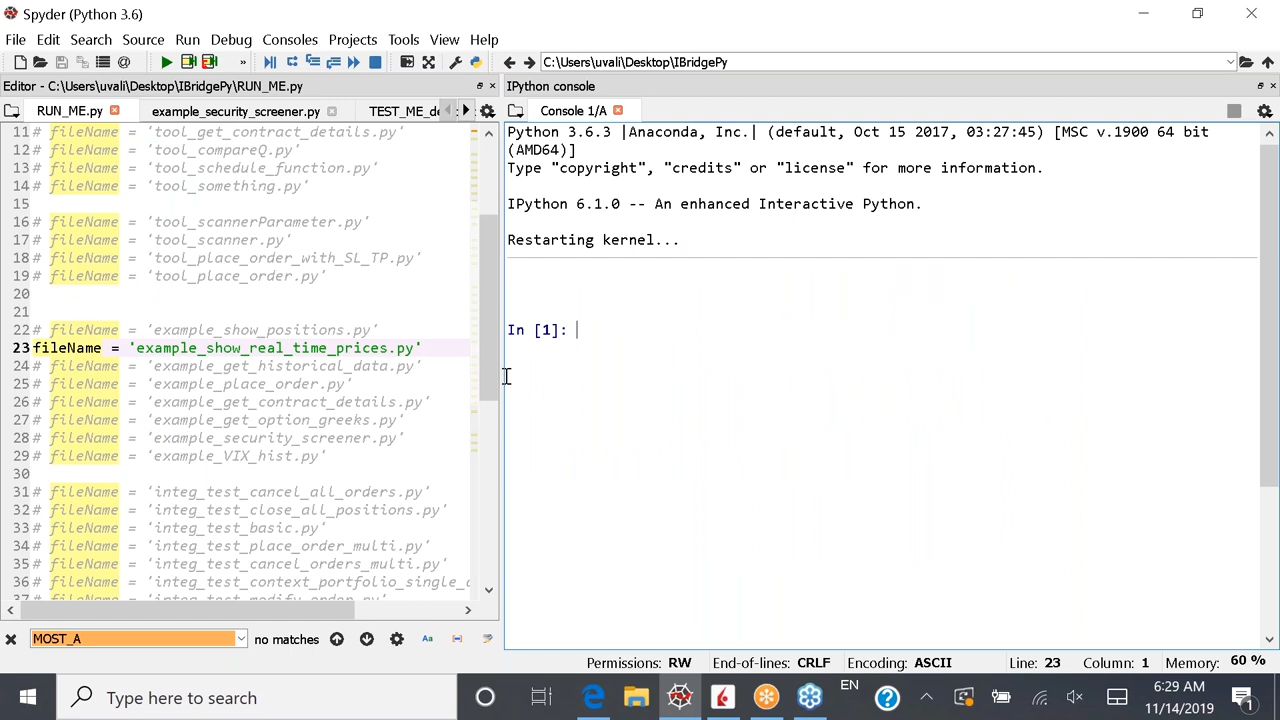 Spyder (Python 3.6)
File Edit Search Source Run Debug Consoles Projects Tools View Help
C:\Users\uvali\Desktop\IBridgePy
Editor - C:\Users\uvali\Desktop\IBridgePy\RUN_ME.py
IPython console
RUN_ME.py example_security_screener.py TEST_ME_de
Console 1/A
11 # fileName = 'tool_get_contract_details.py'
12 # fileName = 'tool_compareQ.py'
13 # fileName = 'tool_schedule_function.py'
14 # fileName = 'tool_something.py'
15
16 # fileName = 'tool_scannerParameter.py'
17 # fileName = 'tool_scanner.py'
18 # fileName = 'tool_place_order_with_SL_TP.py'
19 # fileName = 'tool_place_order.py'
20
21
22 # fileName = 'example_show_positions.py'
23 fileName = 'example_show_real_time_prices.py'
24 # fileName = 'example_get_historical_data.py'
25 # fileName = 'example_place_order.py'
26 # fileName = 'example_get_contract_details.py'
27 # fileName = 'example_get_option_greeks.py'
28 # fileName = 'example_security_screener.py'
29 # fileName = 'example_VIX_hist.py'
30
31 # fileName = 'integ_test_cancel_all_orders.py'
32 # fileName = 'integ_test_close_all_positions.py'
33 # fileName = 'integ_test_basic.py'
34 # fileName = 'integ_test_place_order_multi.py'
35 # fileName = 'integ_test_cancel_orders_multi.py'
36 # fileName = 'integ_test_context_portfolio_single_
37 # fileName = 'integ_test_modify_order.py'
Python 3.6.3 |Anaconda, Inc.| (default, Oct 15 2017, 03:27:45) [MSC v.1900 64 bit
(AMD64)]
Type "copyright", "credits" or "license" for more information.
IPython 6.1.0 -- An enhanced Interactive Python.
Restarting kernel...
In [1]:
MOST_A no matches Aa
Permissions: RW End-of-lines: CRLF Encoding: ASCII Line: 23 Column: 1 Memory: 60 %
Type here to search
EN
6:29 AM
11/14/2019
1